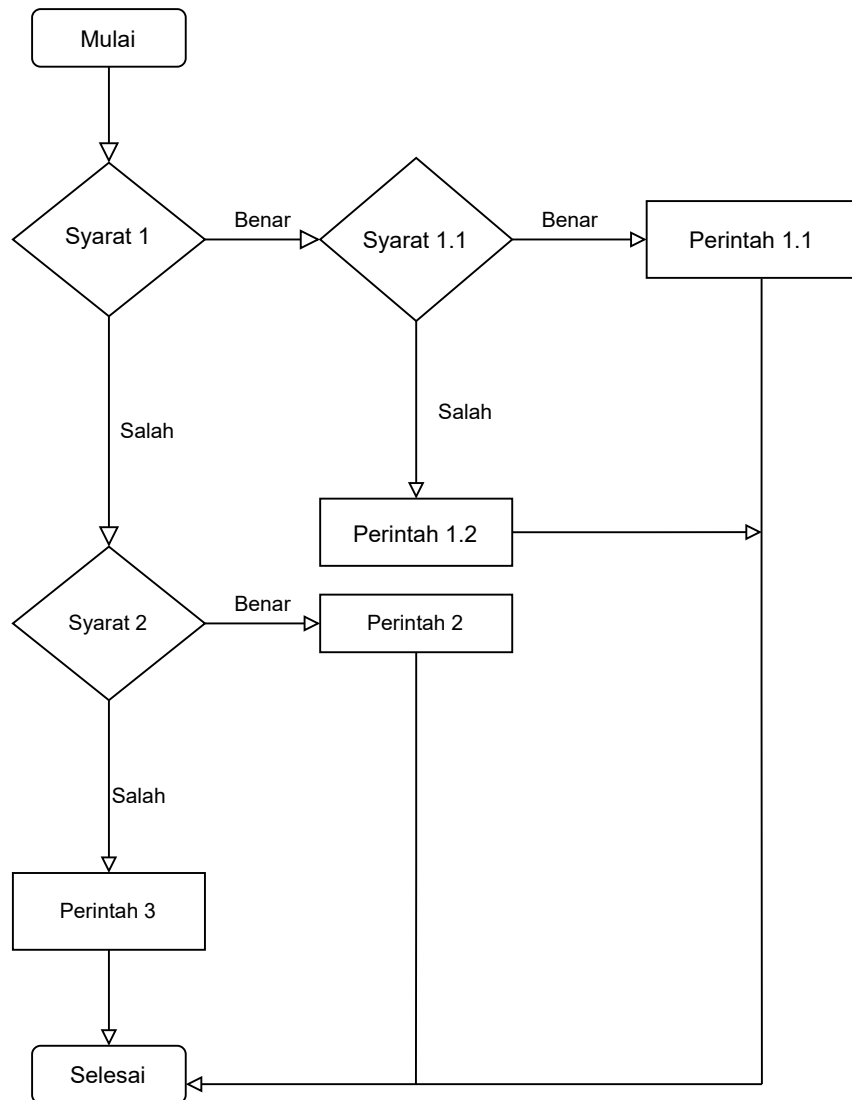 Mulai
Syarat 1
Benar
Syarat 1.1
Benar
Perintah 1.1
Salah
Salah
Perintah 1.2
Syarat 2
Benar
Perintah 2
Salah
Perintah 3
Selesai